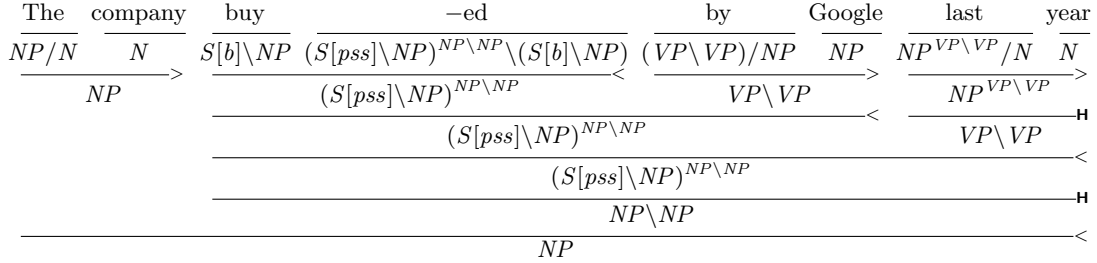 The company buy −ed by Google last year
NP/N N S[b]\NP (S[pss]\NP)^{NP\NP}\(S[b]\NP) (VP\VP)/NP NP NP^{VP\VP}/N N
> < > >
NP (S[pss]\NP)^{NP\NP} VP\VP NP^{VP\VP}
< H
(S[pss]\NP)^{NP\NP} VP\VP
<
(S[pss]\NP)^{NP\NP}
H
NP\NP
<
NP